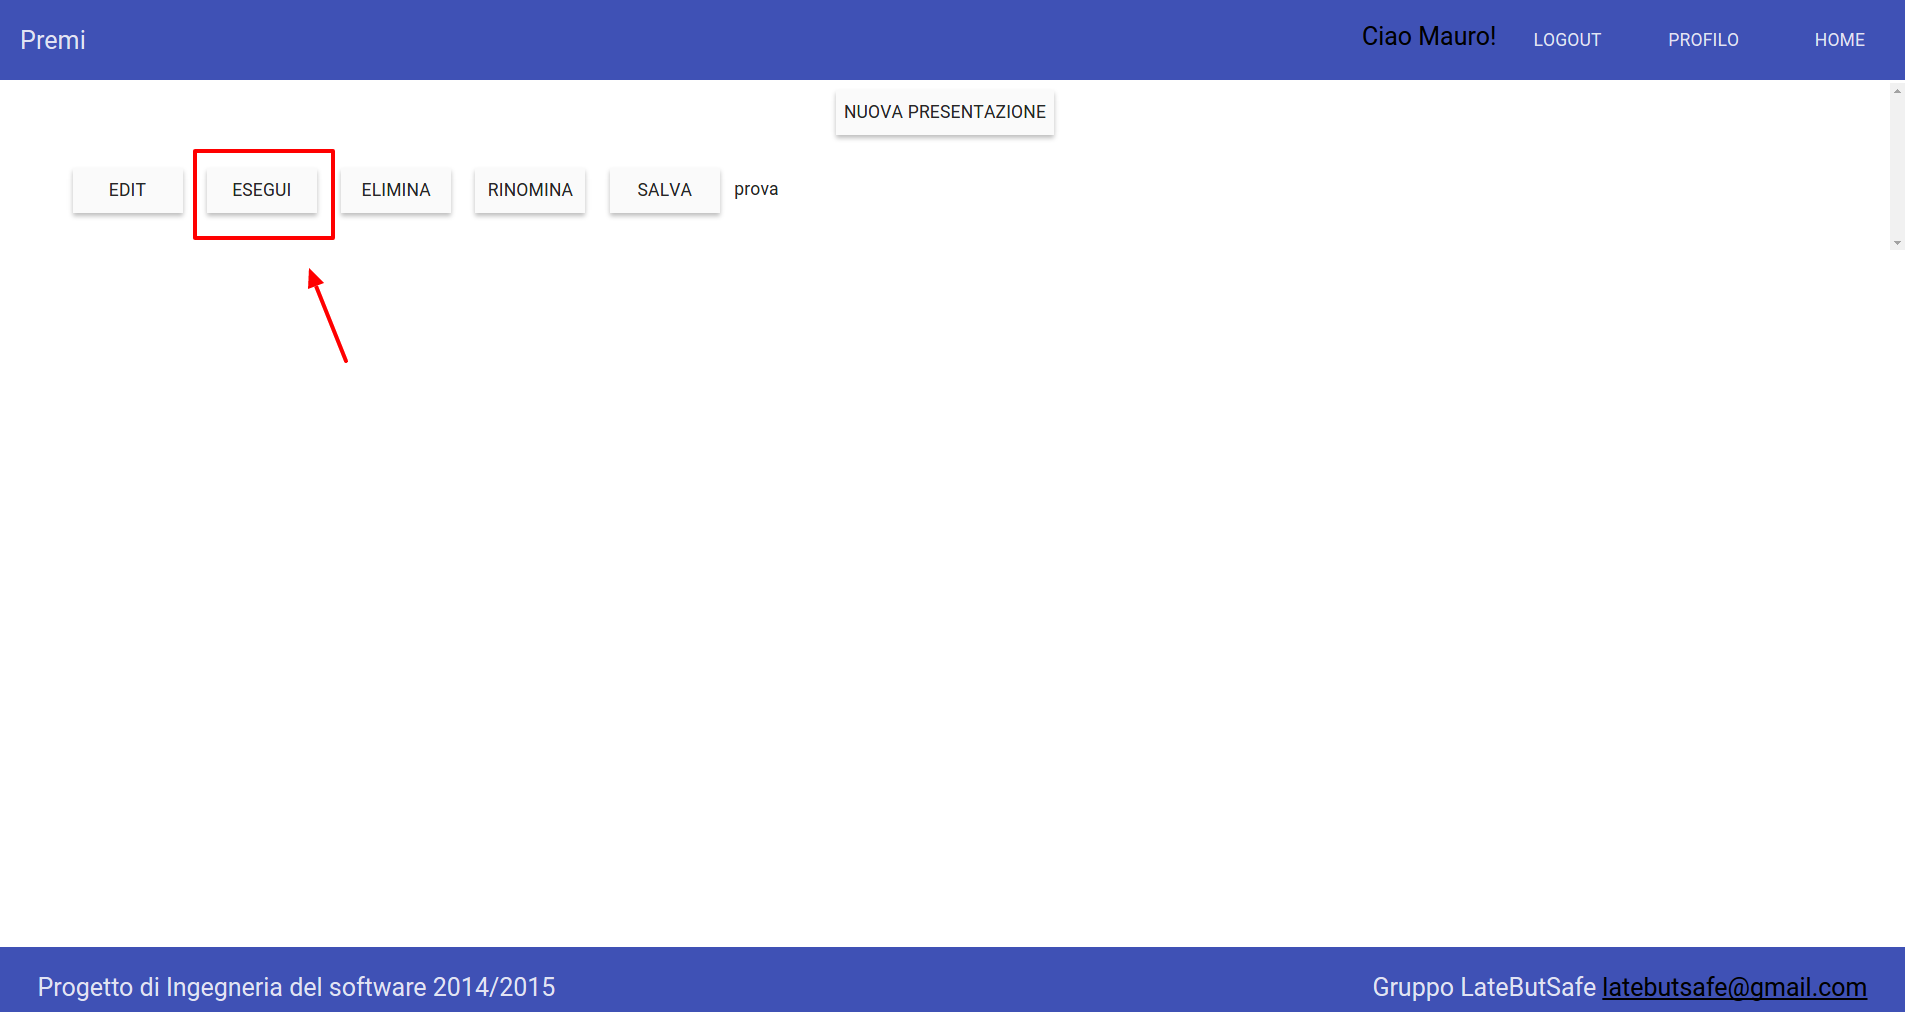 Premi
Ciao Mauro! LOGOUT PROFILO HOME
NUOVA PRESENTAZIONE
EDIT ESEGUI ELIMINA RINOMINA SALVA prova
Progetto di Ingegneria del software 2014/2015
Gruppo LateButSafe latebutsafe@gmail.com